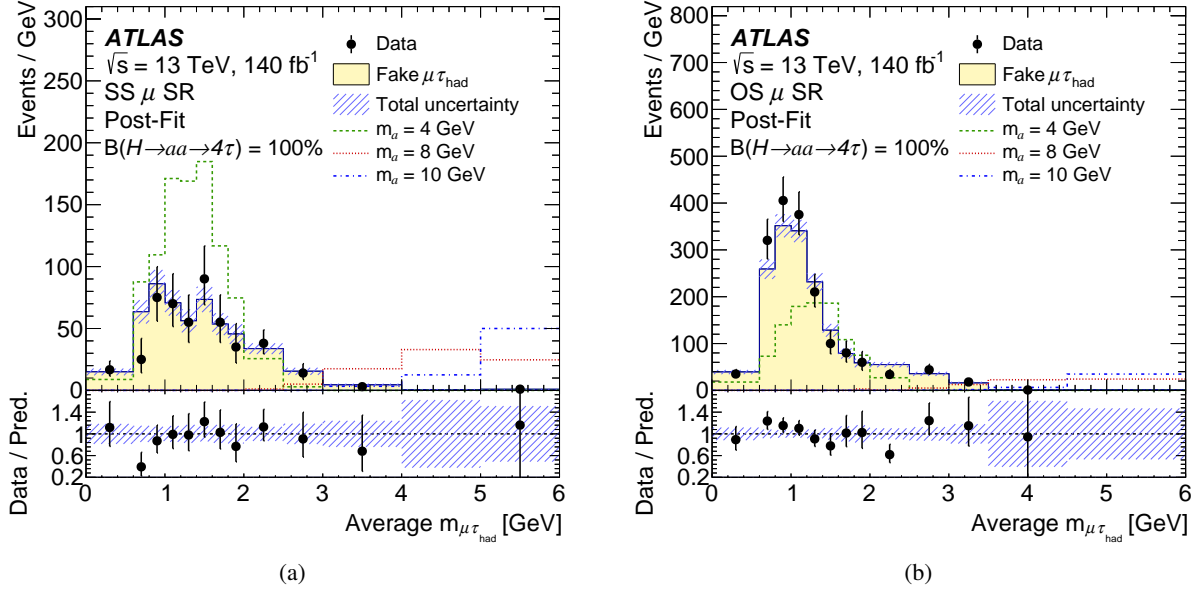 Events / GeV
300
250
200
150
100
50
0
ATLAS
√s = 13 TeV, 140 fb-1
SS μ SR
Post-Fit
B(H→aa→4τ) = 100%
Data
Fake μτhad
Total uncertainty
ma = 4 GeV
ma = 8 GeV
ma = 10 GeV
Data / Pred.
1.4
1
0.6
0.2
0 1 2 3 4 5 6
Average mμτhad [GeV]
(a)
Events / GeV
800
700
600
500
400
300
200
100
0
ATLAS
√s = 13 TeV, 140 fb-1
OS μ SR
Post-Fit
B(H→aa→4τ) = 100%
Data
Fake μτhad
Total uncertainty
ma = 4 GeV
ma = 8 GeV
ma = 10 GeV
Data / Pred.
1.4
1
0.6
0.2
0 1 2 3 4 5 6
Average mμτhad [GeV]
(b)